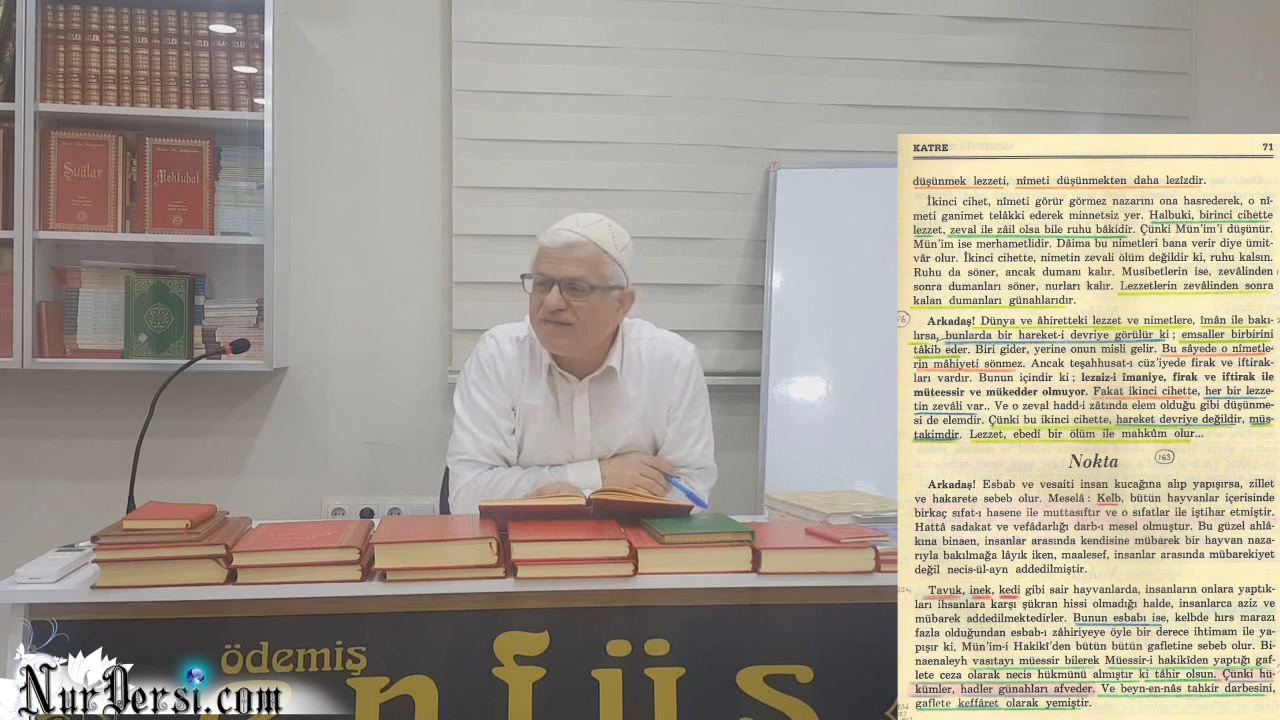 Şuâlar
Mektubat
KATRE 71
düşünmek lezzeti, nîmeti düşünmekten daha lezîzdir.
İkinci cihet, nîmeti görür görmez nazarını ona hasrederek, o nî-
meti ganimet telâkki ederek minnetsiz yer. Halbuki, birinci cihette
lezzet, zeval ile zâil olsa bile ruhu bâkidir. Çünki Mün'im'i düşünür.
Mün'im ise merhametlidir. Dâima bu nimetleri bana verir diye ümit-
vâr olur. İkinci cihette, nimetin zevali ölüm değildir ki, ruhu kalsın.
Ruhu da söner, ancak dumanı kalır. Musibetlerin ise, zevâlinden
sonra dumanları söner, nurları kalır. Lezzetlerin zevâlinden sonra
kalan dumanları günahlarıdır.
Arkadaş! Dünya ve âhiretteki lezzet ve nimetlere, îmân ile bakı-
lırsa, bunlarda bir hareket-i devriye görülür ki; emsaller birbirini
tâkib eder. Biri gider, yerine onun misli gelir. Bu sâyede o nîmetle-
rin mâhiyeti sönmez. Ancak teşahhusat-ı cüz'iyede firak ve iftirak-
ları vardır. Bunun içindir ki; lezaiz-i îmaniye, firak ve iftirak ile
müteessir ve mükedder olmuyor. Fakat ikinci cihette, her bir lezze-
tin zevâli var.. Ve o zeval hadd-i zâtında elem olduğu gibi düşünme-
si de elemdir. Çünki bu ikinci cihette, hareket devriye değildir, müs-
takimdir. Lezzet, ebedî bir ölüm ile mahkûm olur...
Nokta 163
Arkadaş! Esbab ve vesaiti insan kucağına alıp yapışırsa, zillet
ve hakarete sebeb olur. Meselâ: Kelb, bütün hayvanlar içerisinde
birkaç sıfat-ı hasene ile muttasıftır ve o sıfatlar ile iştihar etmiştir.
Hattâ sadakat ve vefâdarlığı darb-ı mesel olmuştur. Bu güzel ahlâ-
kına binaen, insanlar arasında kendisine mübarek bir hayvan naza-
rıyla bakılmağa lâyık iken, maalesef, insanlar arasında mübarekiyet
değil necis-ül-ayn addedilmiştir.
Tavuk, inek, kedi gibi sair hayvanlarda, insanların onlara yaptık-
ları ihsanlara karşı şükran hissi olmadığı halde, insanlarca aziz ve
mübarek addedilmektedirler. Bunun esbabı ise, kelbde hırs marazı
fazla olduğundan esbab-ı zâhiriyeye öyle bir derece ihtimam ile ya-
pışır ki, Mün'im-i Hakikî'den bütün bütün gafletine sebeb olur. Bi-
naenaleyh vasıtayı müessir bilerek Müessir-i hakikîden yaptığı gaf-
lete ceza olarak necis hükmünü almıştır ki tâhir olsun. Çünki hü-
kümler, hadler günahları afveder. Ve beyn-en-nâs tahkir darbesini,
gaflete keffâret olarak yemiştir.
ödemiş
enfüs
NurDersi.com